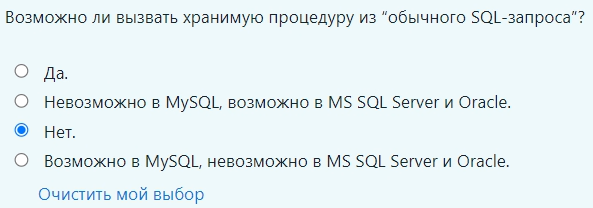 Возможно ли вызвать хранимую процедуру из “обычного SQL-запроса”?
Да.
Невозможно в MySQL, возможно в MS SQL Server и Oracle.
Нет.
Возможно в MySQL, невозможно в MS SQL Server и Oracle.
Очистить мой выбор